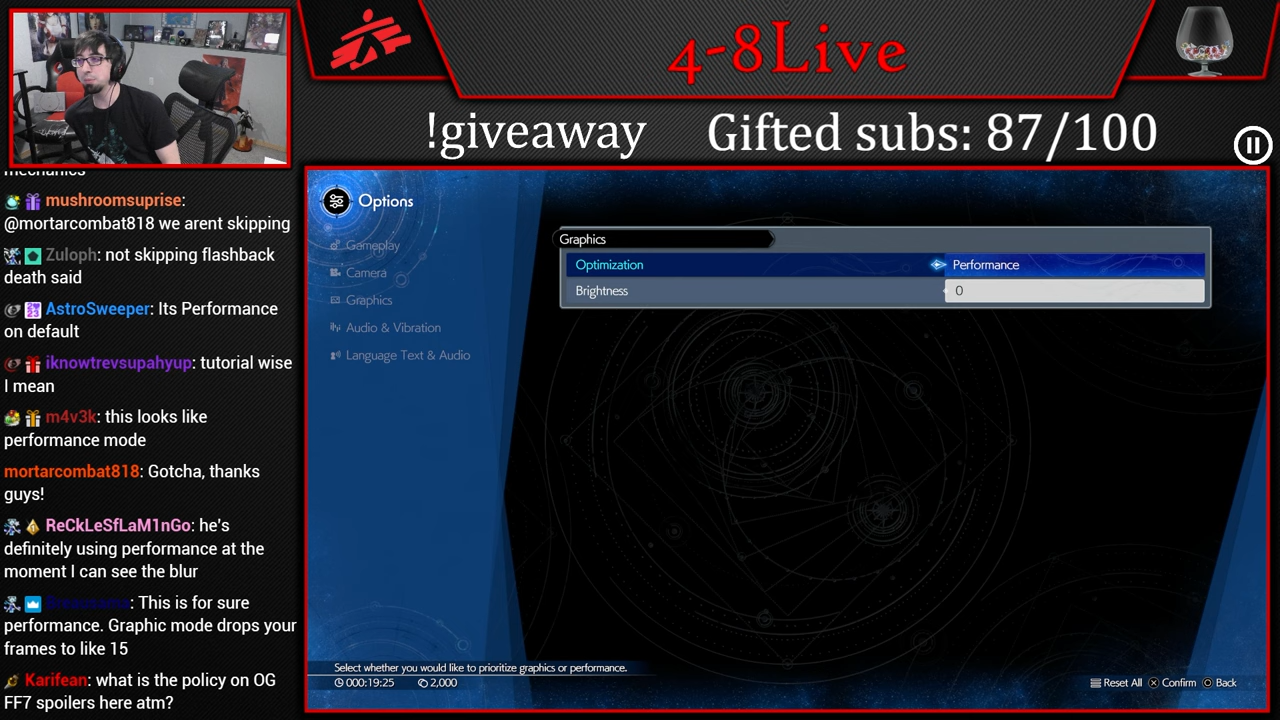 4-8Live
!giveaway
Gifted subs: 87/100
mechanics
mushroomsuprise:
@mortarcombat818 we arent skipping
Zuloph: not skipping flashback
death said
AstroSweeper: Its Performance
on default
iknowtrevsupahyup: tutorial wise
I mean
m4v3k: this looks like
performance mode
mortarcombat818: Gotcha, thanks
guys!
ReCkLeSfLaM1nGo: he's
definitely using performance at the
moment I can see the blur
: This is for sure
performance. Graphic mode drops your
frames to like 15
Karifean: what is the policy on OG
FF7 spoilers here atm?
Options
Gameplay
Camera
Graphics
Audio & Vibration
Language Text & Audio
Graphics
Optimization Performance
Brightness 0
Select whether you would like to prioritize graphics or performance.
000:19:25 2,000
Reset All Confirm Back